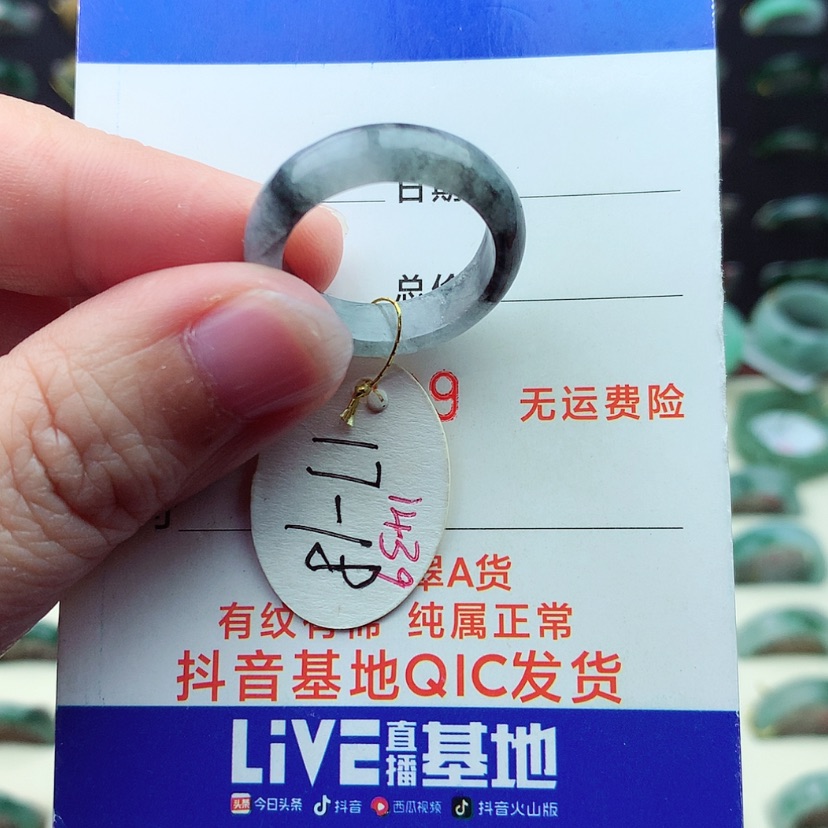 日期
总价
9 无运费险
17-18
1439
翠A货
有纹有棉 纯属正常
抖音基地QIC发货
LiVE直播基地
头条 今日头条 抖音 西瓜视频 抖音火山版